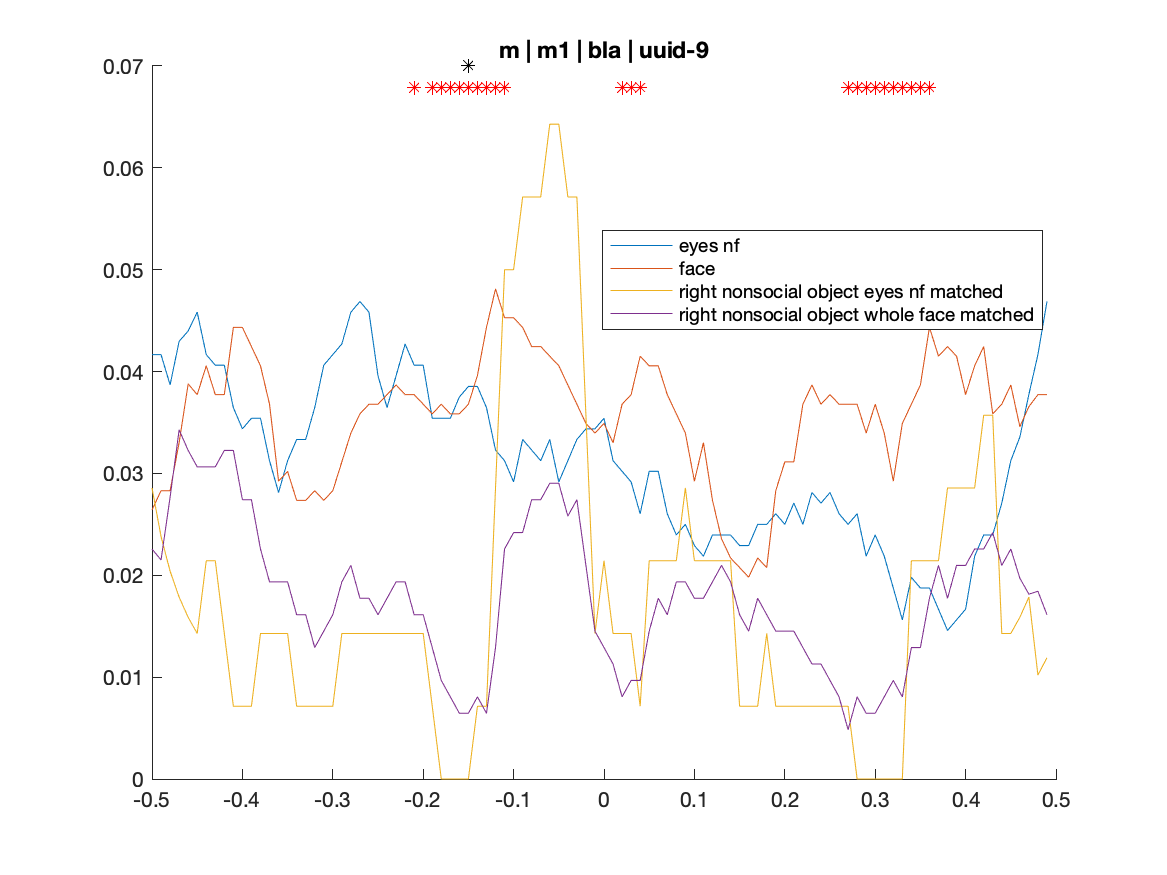 m | m1 | bla | uuid-9
0.07
0.06
0.05
0.04
0.03
0.02
0.01
0
eyes nf
face
right nonsocial object eyes nf matched
right nonsocial object whole face matched
-0.5 -0.4 -0.3 -0.2 -0.1 0 0.1 0.2 0.3 0.4 0.5